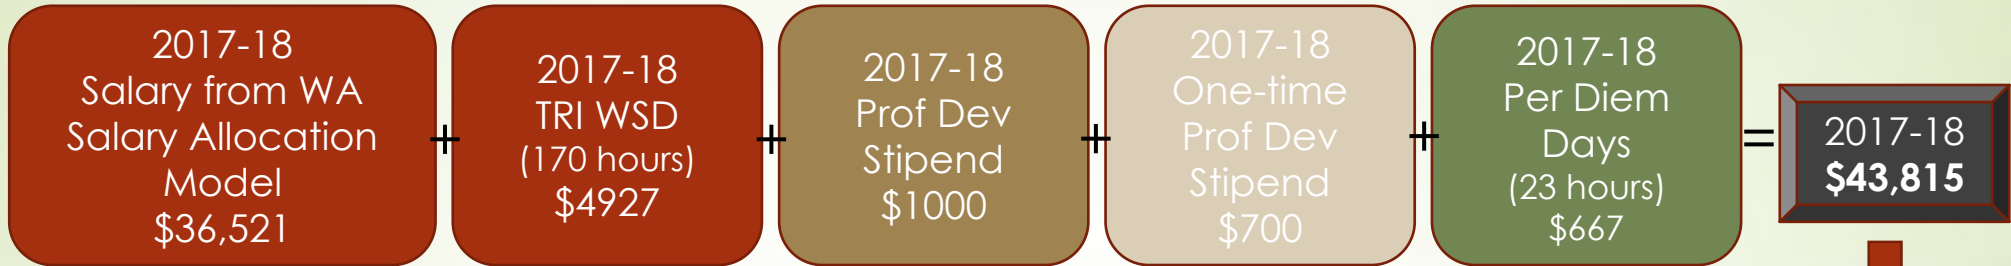 2017-18
Salary from WA
Salary Allocation
Model
$36,521
+
2017-18
TRI WSD
(170 hours)
$4927
+
2017-18
Prof Dev
Stipend
$1000
+
2017-18
One-time
Prof Dev
Stipend
$700
+
2017-18
Per Diem
Days
(23 hours)
$667
=
2017-18
$43,815